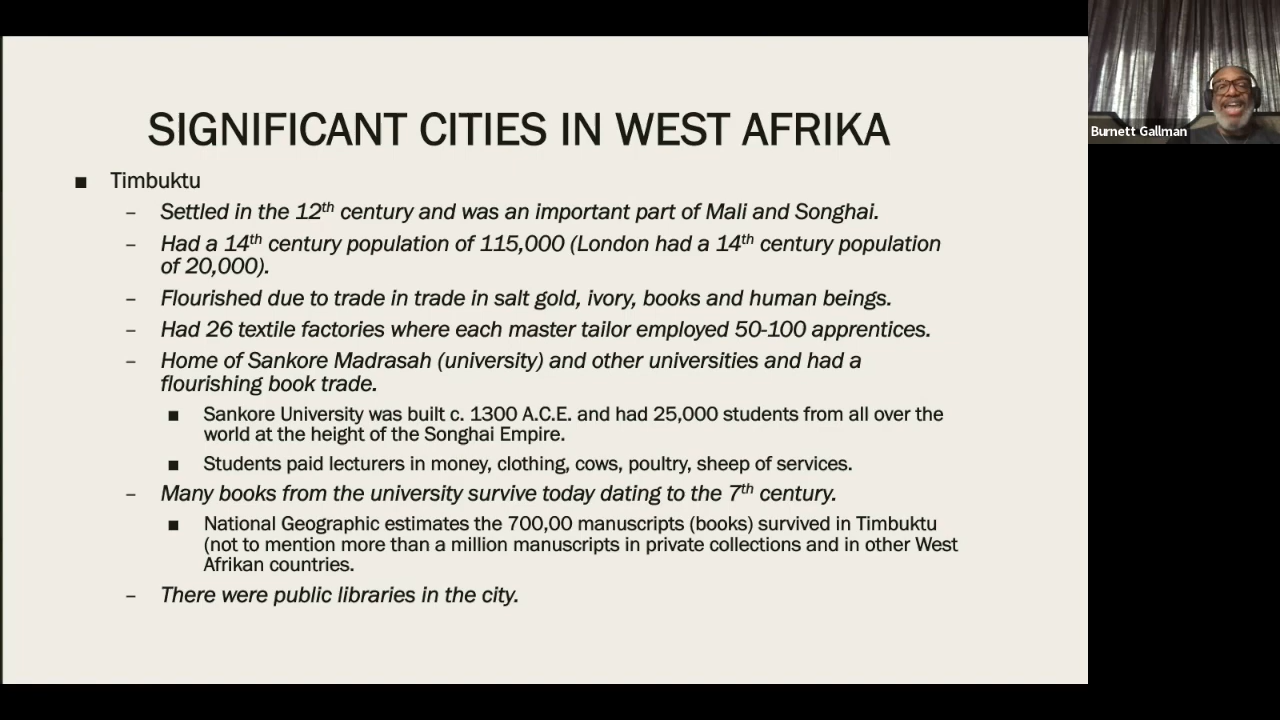 SIGNIFICANT CITIES IN WEST AFRIKA
■ Timbuktu
– Settled in the 12th century and was an important part of Mali and Songhai.
– Had a 14th century population of 115,000 (London had a 14th century population
of 20,000).
– Flourished due to trade in trade in salt gold, ivory, books and human beings.
– Had 26 textile factories where each master tailor employed 50-100 apprentices.
– Home of Sankore Madrasah (university) and other universities and had a
flourishing book trade.
■ Sankore University was built c. 1300 A.C.E. and had 25,000 students from all over the
world at the height of the Songhai Empire.
■ Students paid lecturers in money, clothing, cows, poultry, sheep of services.
– Many books from the university survive today dating to the 7th century.
■ National Geographic estimates the 700,00 manuscripts (books) survived in Timbuktu
(not to mention more than a million manuscripts in private collections and in other West
Afrikan countries.
– There were public libraries in the city.
Burnett Gallman